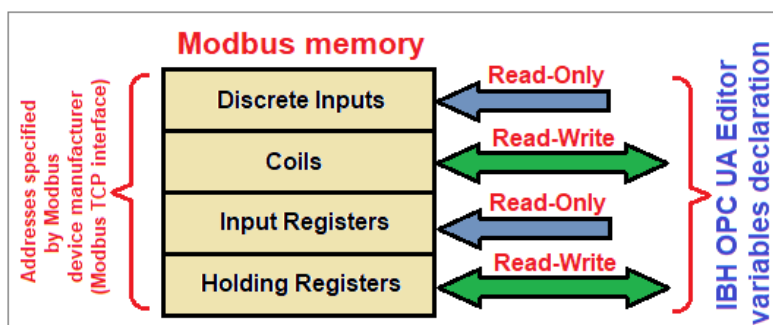 Modbus memory
Addresses specified
by Modbus
device manufacturer
(Modbus TCP interface)
Discrete Inputs
Read-Only
Coils
Read-Write
Input Registers
Read-Only
Holding Registers
Read-Write
IBH OPC UA Editor
variables declaration